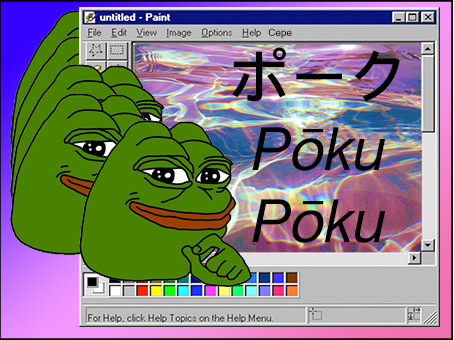 untitled - Paint
File Edit View Image Options Help Cepe
ポーク
Pōku
Pōku
For Help, click Help Topics on the Help Menu.